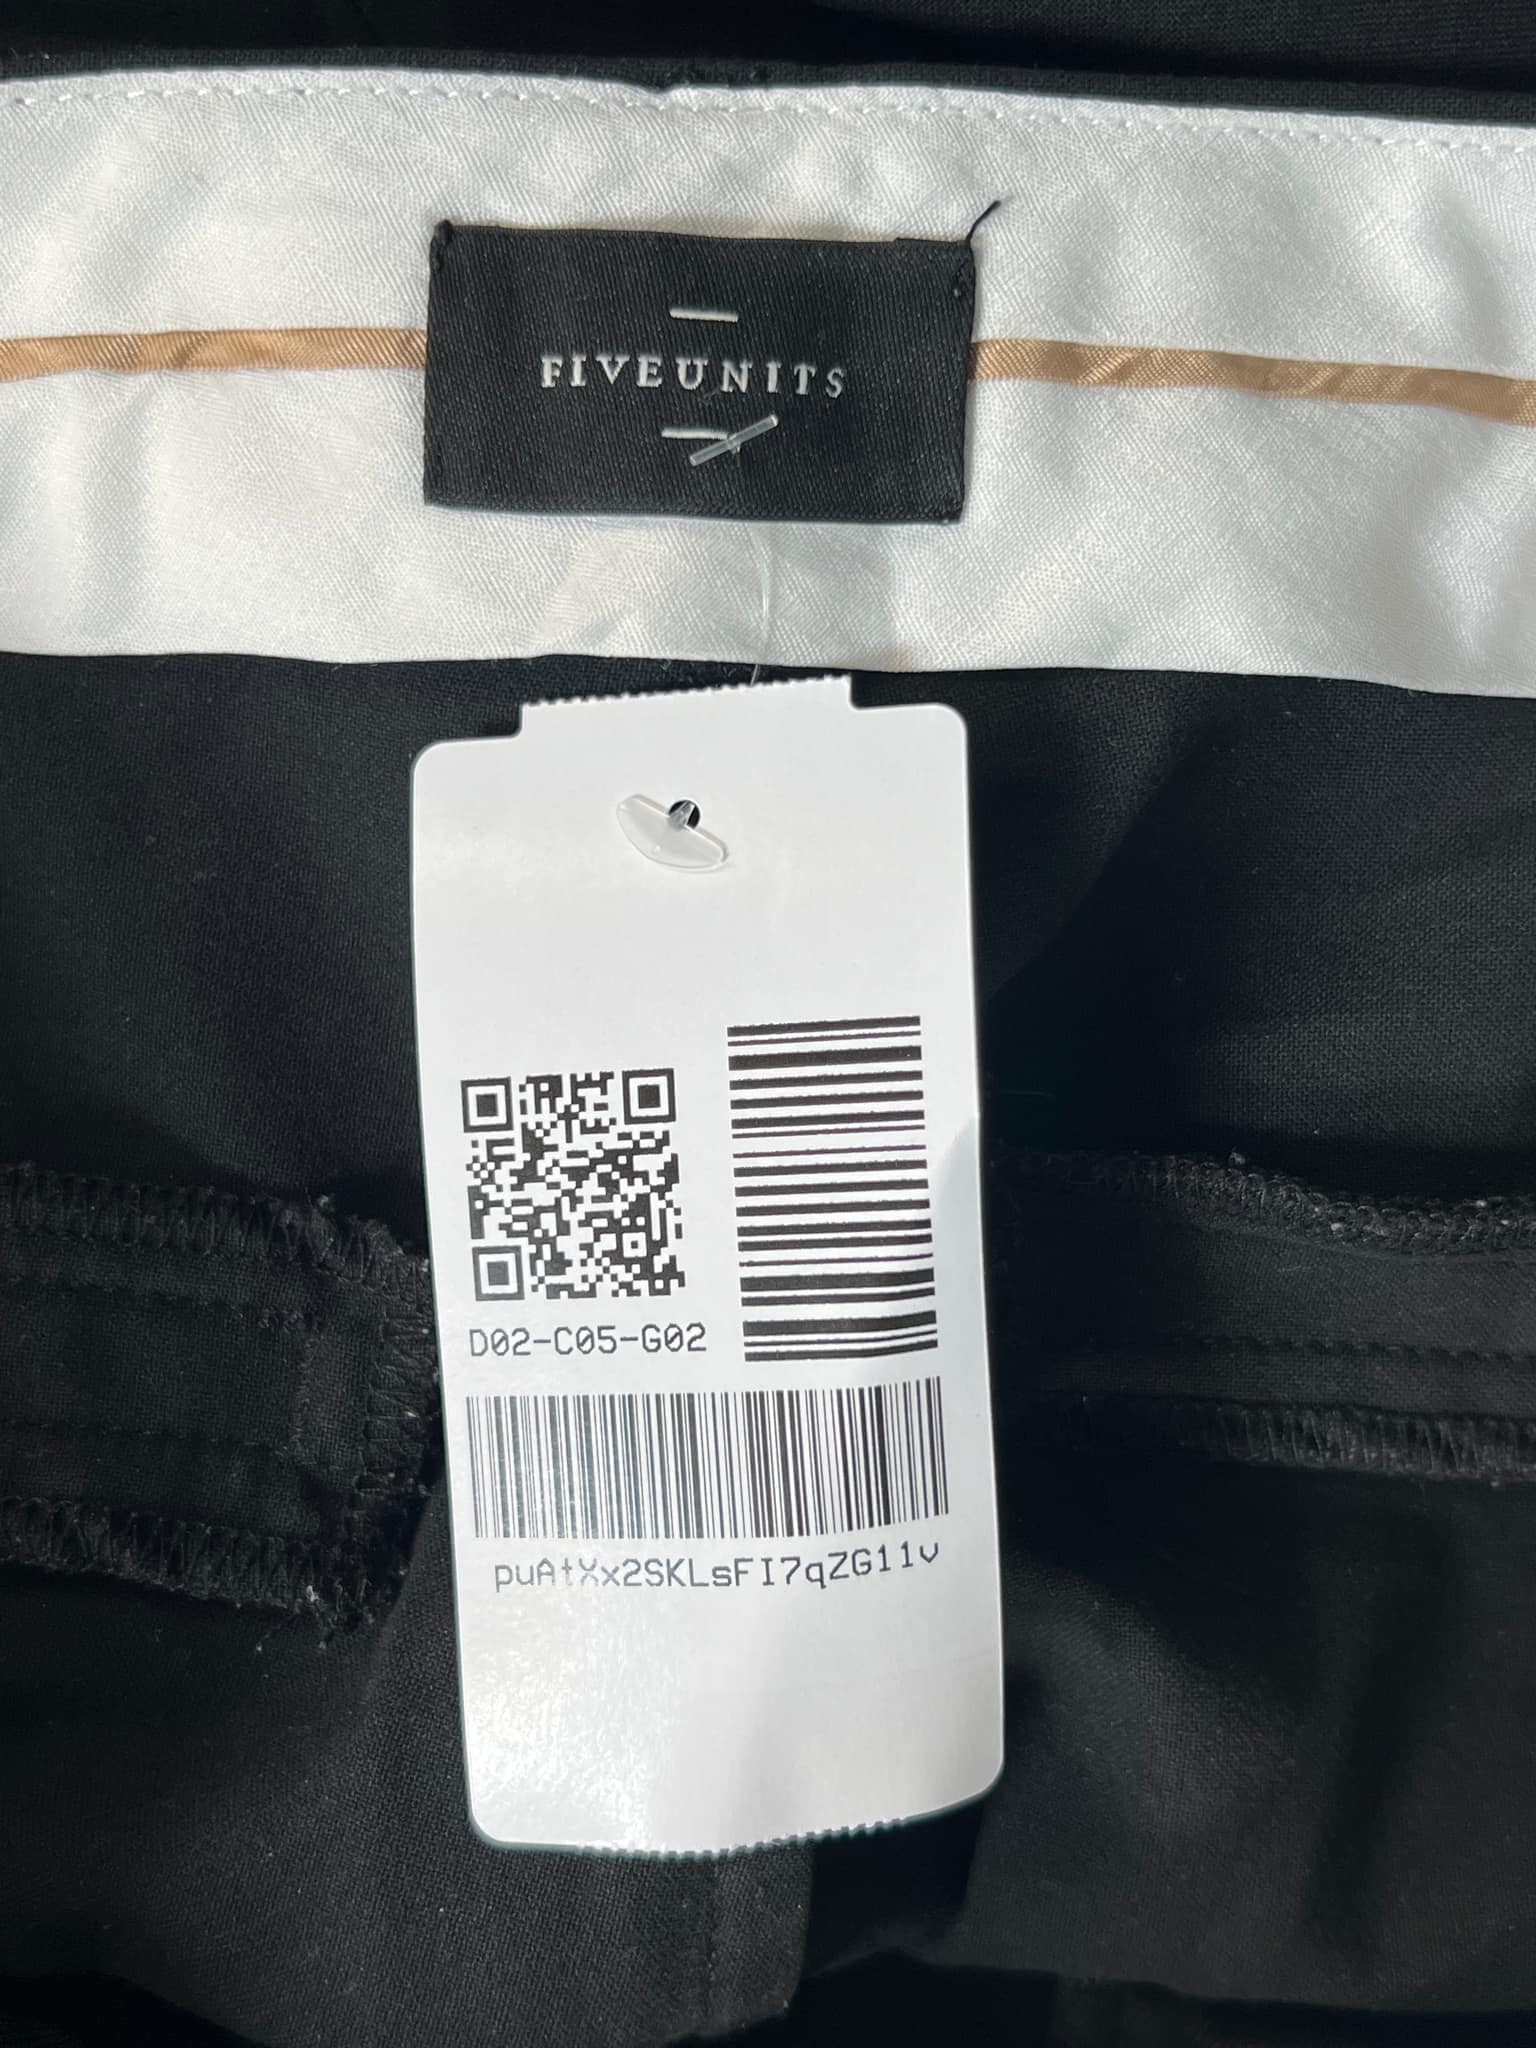 FIVEUNITS
D02-C05-G02
puAtXx2SKLsFI7qZG11v